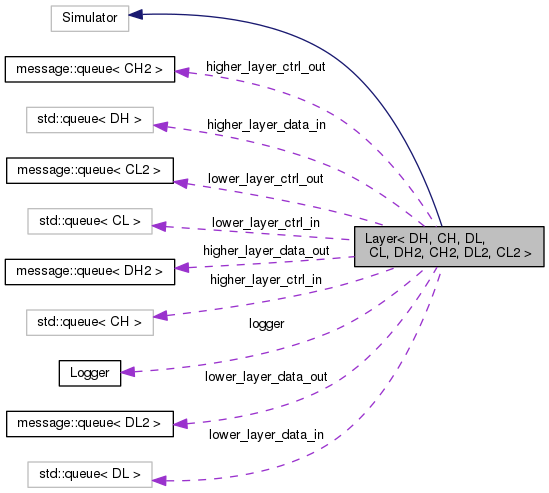 Simulator
higher_layer_ctrl_out
message::queue< CH2 >
higher_layer_data_in
std::queue< DH >
message::queue< CL2 >
lower_layer_ctrl_out
std::queue< CL >
lower_layer_ctrl_in
Layer< DH, CH, DL,
CL, DH2, CH2, DL2, CL2 >
higher_layer_data_out
message::queue< DH2 >
higher_layer_ctrl_in
std::queue< CH >
logger
Logger
lower_layer_data_out
message::queue< DL2 >
lower_layer_data_in
std::queue< DL >